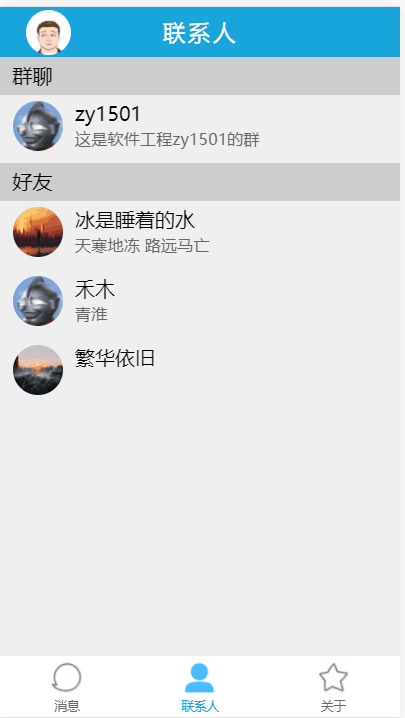 联系人
群聊
zy1501
这是软件工程zy1501的群
好友
冰是睡着的水
天寒地冻 路远马亡
禾木
青淮
繁华依旧
消息
联系人
关于